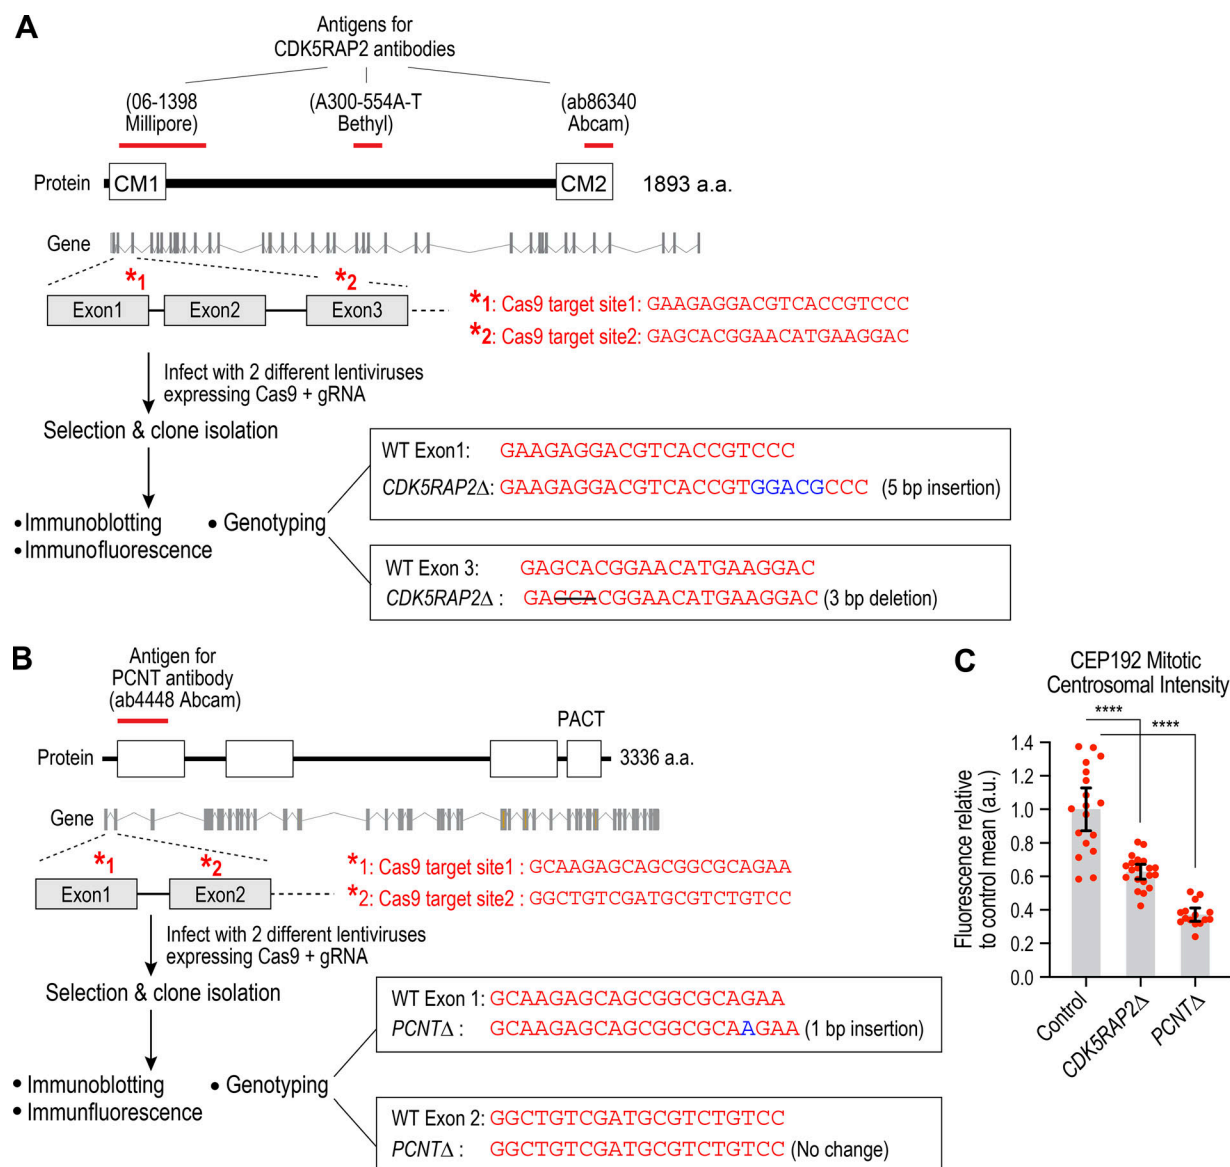 A
Antigens for
CDK5RAP2 antibodies
(06-1398
Millipore)
(A300-554A-T
Bethyl)
(ab86340
Abcam)
Protein
CM1
CM2
1893 a.a.
Gene
*1
*2
Exon1
Exon2
Exon3
*1: Cas9 target site1: GAAGAGGACGTCACCGTCCC
*2: Cas9 target site2: GAGCACGGAACATGAAGGAC
Infect with 2 different lentiviruses
expressing Cas9 + gRNA
Selection & clone isolation
• Immunoblotting
• Immunofluorescence
• Genotyping
WT Exon1: GAAGAGGACGTCACCGTCCC
CDK5RAP2Δ: GAAGAGGACGTCACCGTGGACGCCC (5 bp insertion)
WT Exon 3: GAGCACGGAACATGAAGGAC
CDK5RAP2Δ : GAGCACGGAACATGAAGGAC (3 bp deletion)
B
Antigen for
PCNT antibody
(ab4448 Abcam)
PACT
Protein
3336 a.a.
Gene
*1
*2
Exon1
Exon2
*1: Cas9 target site1 : GCAAGAGCAGCGGCGCAGAA
*2: Cas9 target site2 : GGCTGTCGATGCGTCTGTCC
Infect with 2 different lentiviruses
expressing Cas9 + gRNA
Selection & clone isolation
• Immunoblotting
• Immunfluorescence
• Genotyping
WT Exon 1: GCAAGAGCAGCGGCGCAGAA
PCNTΔ : GCAAGAGCAGCGGCGCAAGAA (1 bp insertion)
WT Exon 2: GGCTGTCGATGCGTCTGTCC
PCNTΔ : GGCTGTCGATGCGTCTGTCC (No change)
C
CEP192 Mitotic
Centrosomal Intensity
****
****
Fluorescence relative
to control mean (a.u.)
1.4
1.2
1.0
0.8
0.6
0.4
0.2
0.0
Control
CDK5RAP2Δ
PCNTΔ